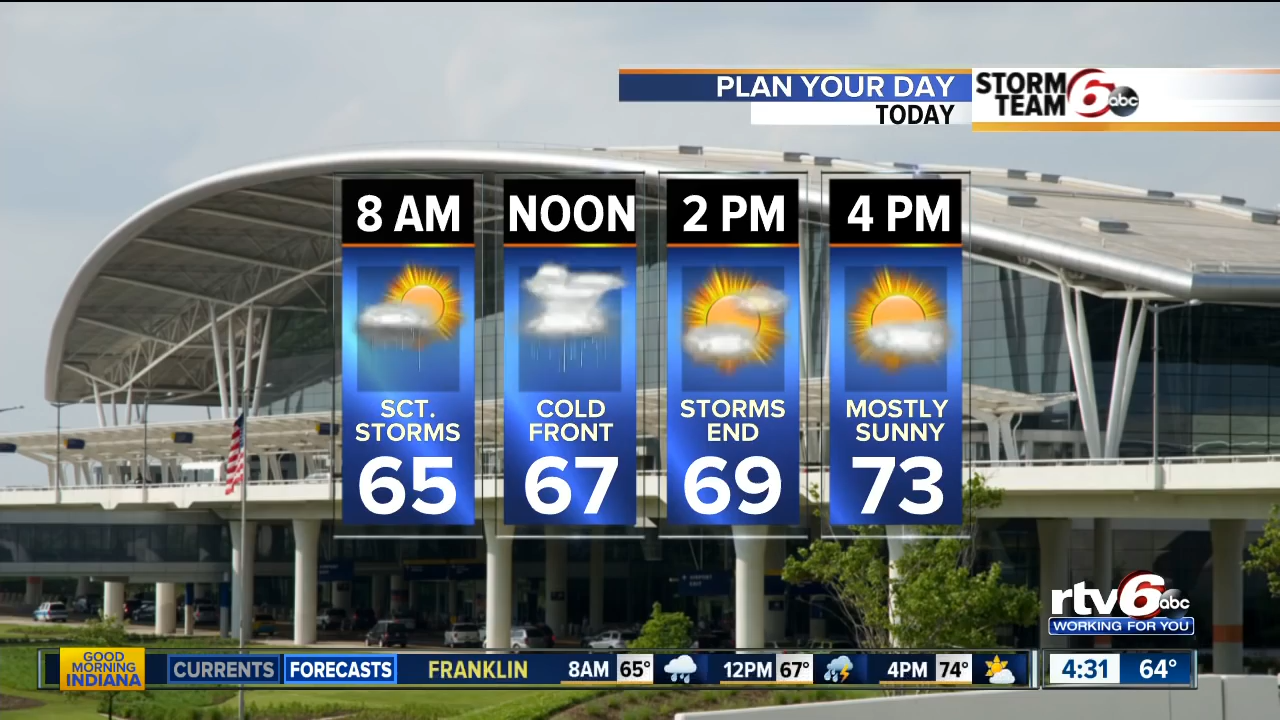 PLAN YOUR DAY
TODAY
STORM
TEAM 6 abc
8 AM
SCT.
STORMS
65
NOON
COLD
FRONT
67
2 PM
STORMS
END
69
4 PM
MOSTLY
SUNNY
73
rtv6 abc
WORKING FOR YOU
GOOD
MORNING
INDIANA
CURRENTS FORECASTS FRANKLIN 8AM 65° 12PM 67° 4PM 74°
4:31 64°